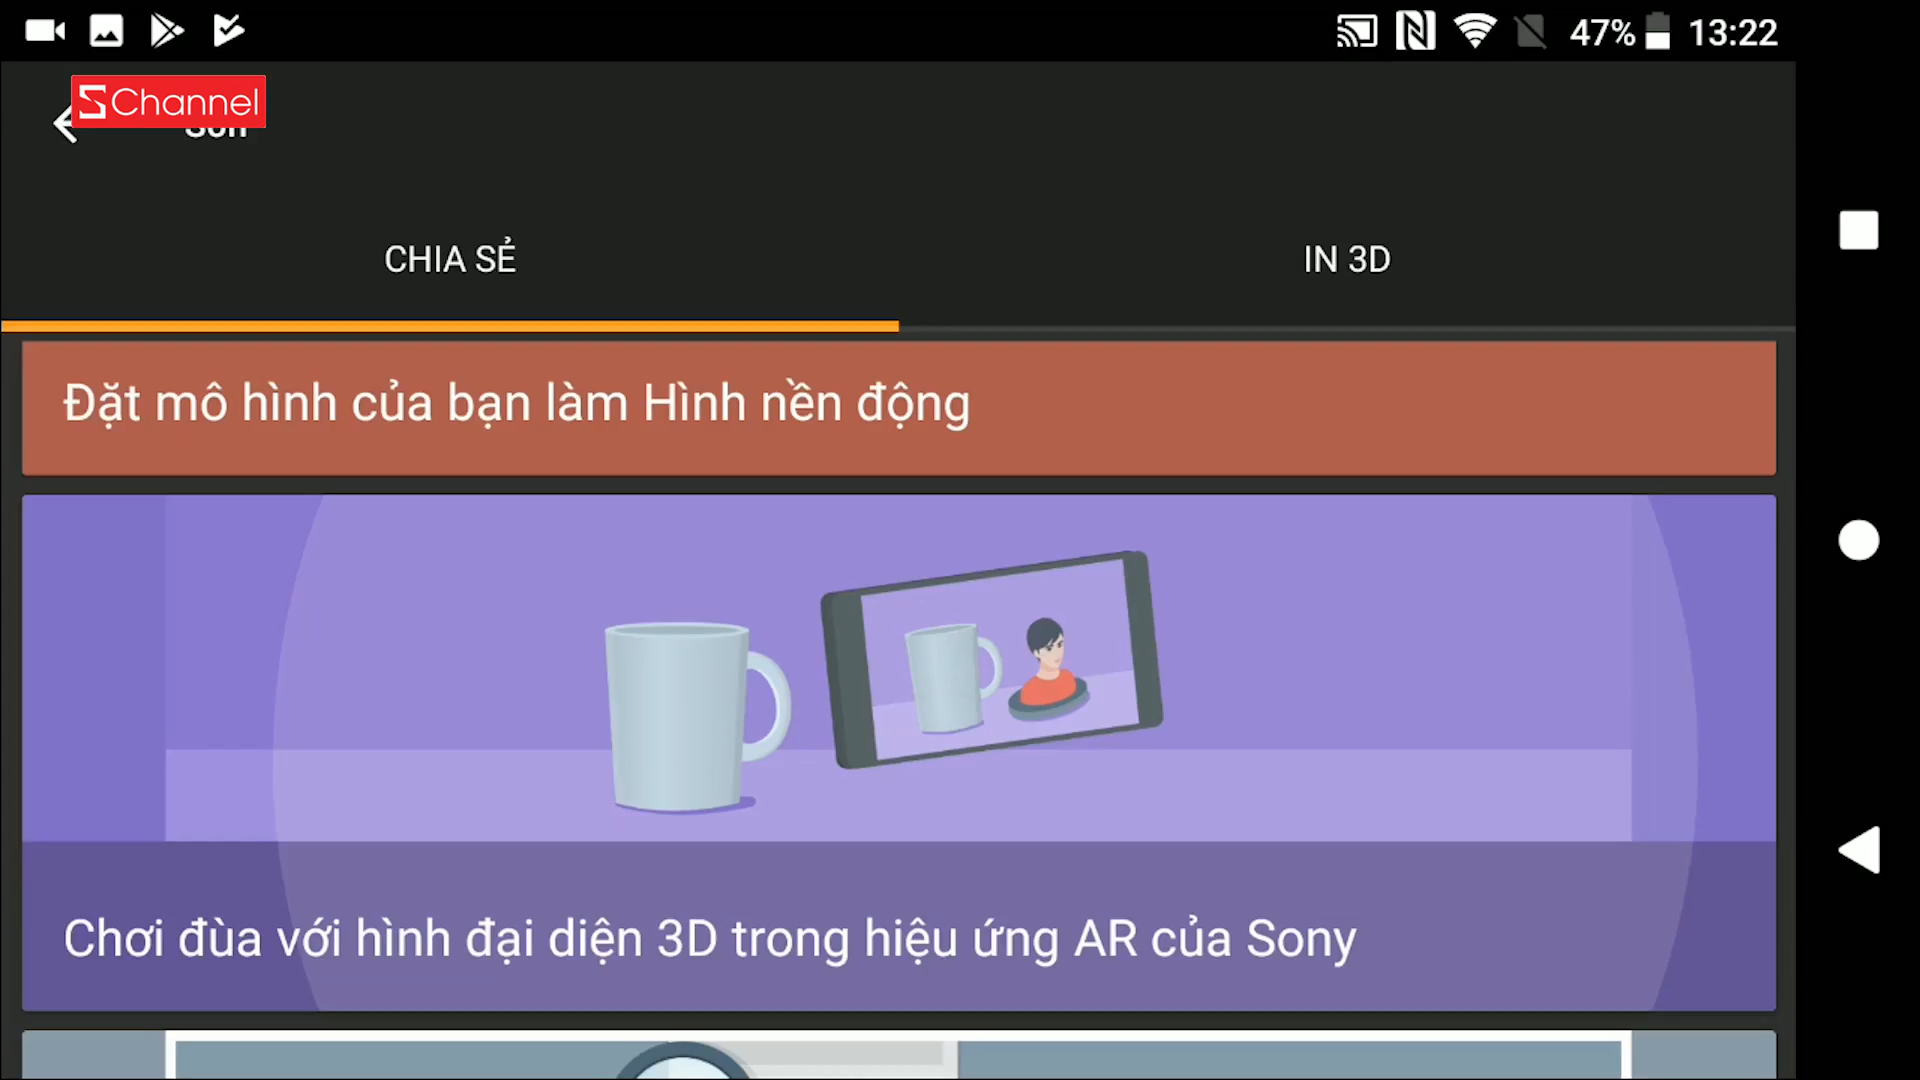 47% 13:22
SChannel
CHIA SẺ
IN 3D
Đặt mô hình của bạn làm Hình nền động
Chơi đùa với hình đại diện 3D trong hiệu ứng AR của Sony